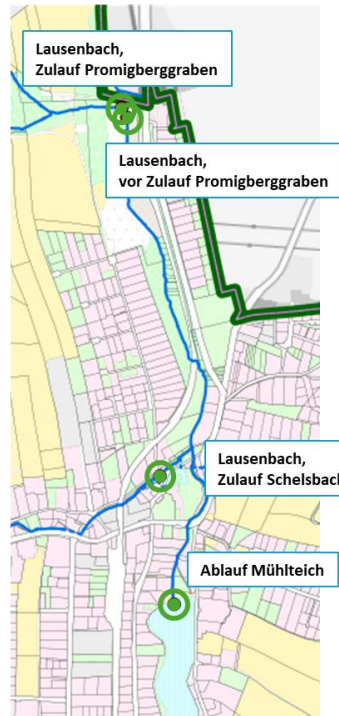 Lausenbach,
Zulauf Promigberggraben
Lausenbach,
vor Zulauf Promigberggraben
Lausenbach,
Zulauf Schelsbach
Ablauf Mühlteich